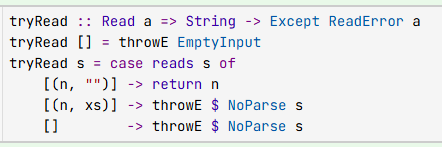 tryRead :: Read a => String -> Except ReadError a
tryRead [] = throwE EmptyInput
tryRead s = case reads s of
    [(n, "")] -> return n
    [(n, xs)] -> throwE $ NoParse s
    []        -> throwE $ NoParse s